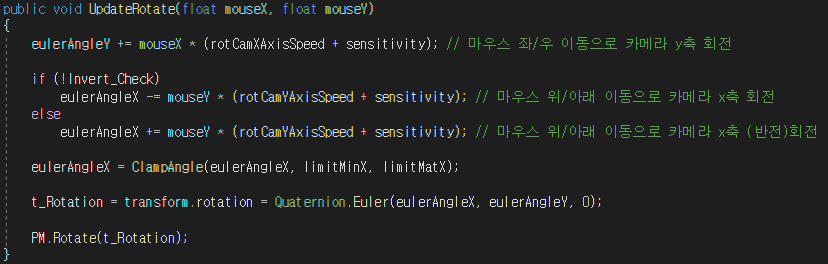 public void UpdateRotate(float mouseX, float mouseY)
{
eulerAngleY += mouseX * (rotCamXAxisSpeed + sensitivity); // 마우스 좌/우 이동으로 카메라 y축 회전
if (!Invert_Check)
eulerAngleX -= mouseY * (rotCamYAxisSpeed + sensitivity); // 마우스 위/아래 이동으로 카메라 x축 회전
else
eulerAngleX += mouseY * (rotCamYAxisSpeed + sensitivity); // 마우스 위/아래 이동으로 카메라 x축 (반전)회전
eulerAngleX = ClampAngle(eulerAngleX, limitMinX, limitMatX);
t_Rotation = transform.rotation = Quaternion.Euler(eulerAngleX, eulerAngleY, 0);
PM.Rotate(t_Rotation);
}